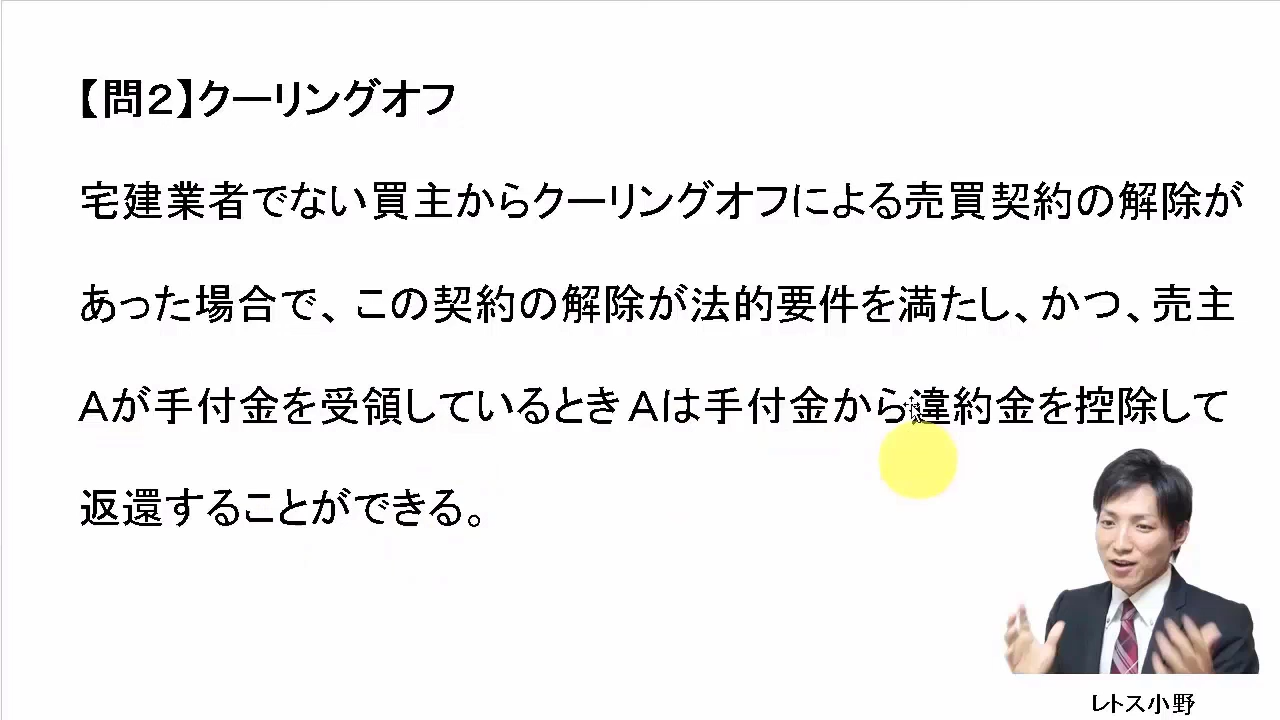 【問２】クーリングオフ
宅建業者でない買主からクーリングオフによる売買契約の解除が
あった場合で、この契約の解除が法的要件を満たし、かつ、売主
Ａが手付金を受領しているときＡは手付金から違約金を控除して
返還することができる。
レトス小野